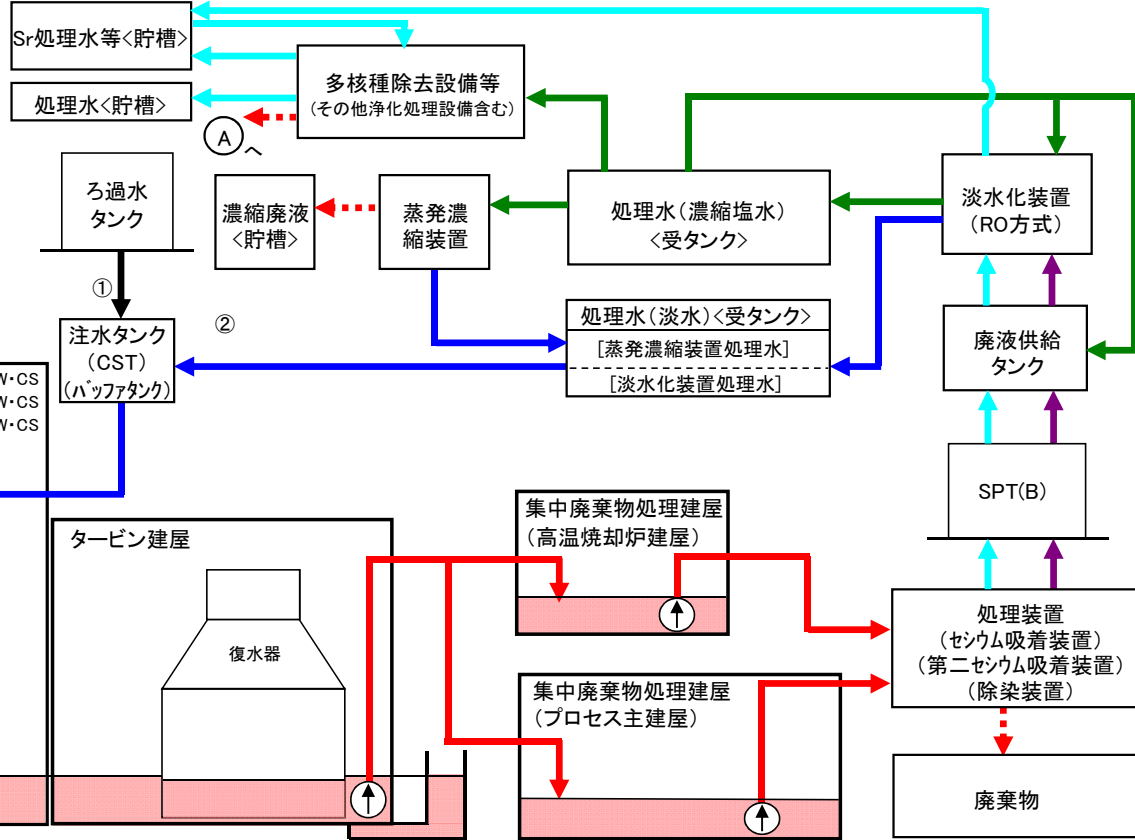 Sr処理水等<貯槽>
処理水<貯槽>
多核種除去設備等
(その他浄化処理設備含む)
A
へ
ろ過水
タンク
濃縮廃液
<貯槽>
蒸発濃
縮装置
処理水(濃縮塩水)
<受タンク>
淡水化装置
(RO方式)
①
②
注水タンク
(CST)
(バッファタンク)
処理水(淡水)<受タンク>
[蒸発濃縮装置処理水]
[淡水化装置処理水]
廃液供給
タンク
W・CS
W・CS
W・CS
SPT(B)
タービン建屋
復水器
集中廃棄物処理建屋
(高温焼却炉建屋)
集中廃棄物処理建屋
(プロセス主建屋)
処理装置
(セシウム吸着装置)
(第二セシウム吸着装置)
(除染装置)
廃棄物